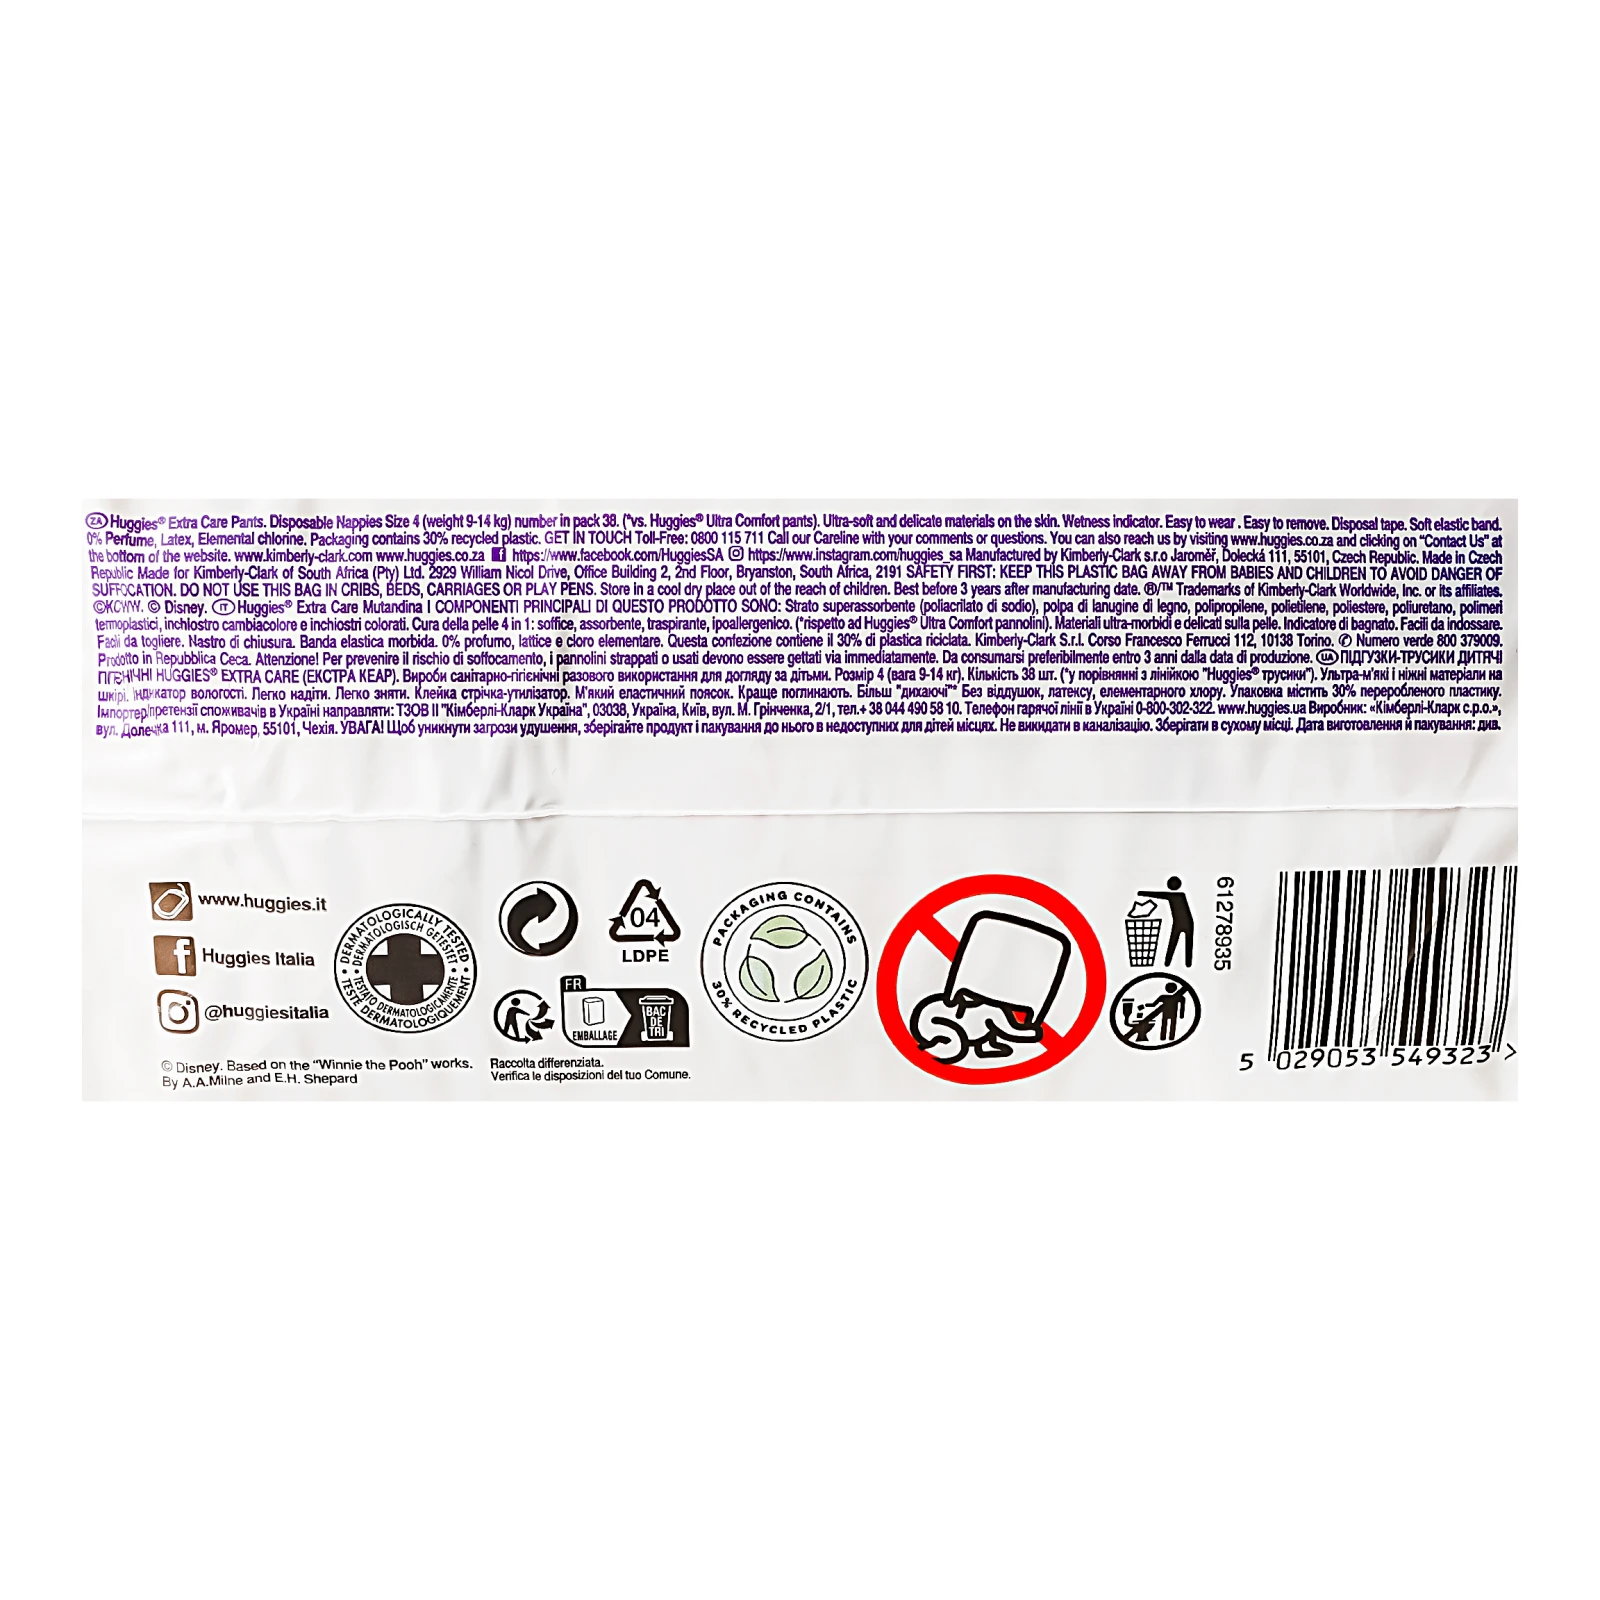 ZA Huggies® Extra Care Pants. Disposable Nappies Size 4 (weight 9-14 kg) number in pack 38. (*vs. Huggies® Ultra Comfort pants). Ultra-soft and delicate materials on the skin. Wetness indicator. Easy to wear . Easy to remove. Disposal tape. Soft elastic band.
0% Perfume, Latex, Elemental chlorine. Packaging contains 30% recycled plastic. GET IN TOUCH Toll-Free: 0800 115 711 Call our Careline with your comments or questions. You can also reach us by visiting www.huggies.co.za and clicking on "Contact Us" at
the bottom of the website. www.kimberly-clark.com www.huggies.co.za https://www.facebook.com/HuggiesSA https://www.instagram.com/huggies_sa Manufactured by Kimberly-Clark s.r.o Jaroměř, Dolecká 111, 55101, Czech Republic. Made in Czech
Republic Made for Kimberly-Clark of South Africa (Pty) Ltd. 2929 William Nicol Drive, Office Building 2, 2nd Floor, Bryanston, South Africa, 2191 SAFETY FIRST: KEEP THIS PLASTIC BAG AWAY FROM BABIES AND CHILDREN TO AVOID DANGER OF
SUFFOCATION. DO NOT USE THIS BAG IN CRIBS, BEDS, CARRIAGES OR PLAY PENS. Store in a cool dry place out of the reach of children. Best before 3 years after manufacturing date. ®/™ Trademarks of Kimberly-Clark Worldwide, Inc. or its affiliates.
©KCWW. © Disney. IT Huggies® Extra Care Mutandina I COMPONENTI PRINCIPALI DI QUESTO PRODOTTO SONO: Strato superassorbente (poliacrilato di sodio), polpa di lanugine di legno, polipropilene, polietilene, poliestere, poliuretano, polimeri
termoplastici, inchiostro cambiacolore e inchiostri colorati. Cura della pelle 4 in 1: soffice, assorbente, traspirante, ipoallergenico. (*rispetto ad Huggies® Ultra Comfort pannolini). Materiali ultra-morbidi e delicati sulla pelle. Indicatore di bagnato. Facili da indossare.
Facili da togliere. Nastro di chiusura. Banda elastica morbida. 0% profumo, lattice e cloro elementare. Questa confezione contiene il 30% di plastica riciclata. Kimberly-Clark S.r.l. Corso Francesco Ferrucci 112, 10138 Torino. ✆ Numero verde 800 379009.
Prodotto in Repubblica Ceca. Attenzione! Per prevenire il rischio di soffocamento, i pannolini strappati o usati devono essere gettati via immediatamente. Da consumarsi preferibilmente entro 3 anni dalla data di produzione. UA ПІДГУЗКИ-ТРУСИКИ ДИТЯЧІ
ГІГІЄНІЧНІ HUGGIES® EXTRA CARE (ЕКСТРА КЕАР). Вироби санітарно-гігієнічні разового використання для догляду за дітьми. Розмір 4 (вага 9-14 кг). Кількість 38 шт. (*у порівнянні з лінійкою "Huggies® трусики"). Ультра-м'які і ніжні матеріали на
шкірі. Індикатор вологості. Легко надіти. Легко зняти. Клейка стрічка-утилізатор. М'який еластичний поясок. Краще поглинають. Більш "дихаючі"* Без віддушок, латексу, елементарного хлору. Упаковка містить 30% переробленого пластику.
Імпортер/претензії споживачів в Україні направляти: ТЗОВ ІІ "Кімберлі-Кларк Україна", 03038, Україна, Київ, вул. М. Грінченка, 2/1, тел.+ 38 044 490 58 10. Телефон гарячої лінії в Україні 0-800-302-322. www.huggies.ua Виробник: «Кімберлі-Кларк с.р.о.»,
вул. Долечка 111, м. Яромер, 55101, Чехія. УВАГА! Щоб уникнути загрози удушення, зберігайте продукт і пакування до нього в недоступних для дітей місцях. Не викидати в каналізацію. Зберігати в сухому місці. Дата виготовлення й пакування: див.
www.huggies.it
Huggies Italia
@huggiesitalia
DERMATOLOGICALLY TESTED
DERMATOLOGISCH GETESTET
TESTATO DERMATOLOGICAMENTE
TESTÉ DERMATOLOGIQUEMENT
04
LDPE
FR
EMBALLAGE
BAC
DE
TRI
PACKAGING CONTAINS
30% RECYCLED PLASTIC
61278935
5 029053 549323 >
© Disney. Based on the "Winnie the Pooh" works.
By A.A.Milne and E.H. Shepard
Raccolta differenziata.
Verifica le disposizioni del tuo Comune.